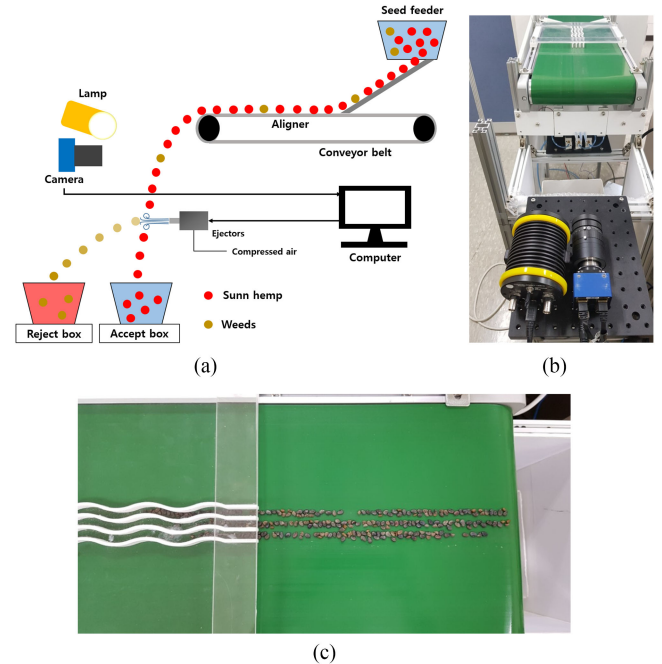 (a)
Seed feeder
Lamp
Camera
Aligner
Conveyor belt
Ejectors
Compressed air
Computer
Reject box
Accept box
Sunn hemp
Weeds
(b)
(c)